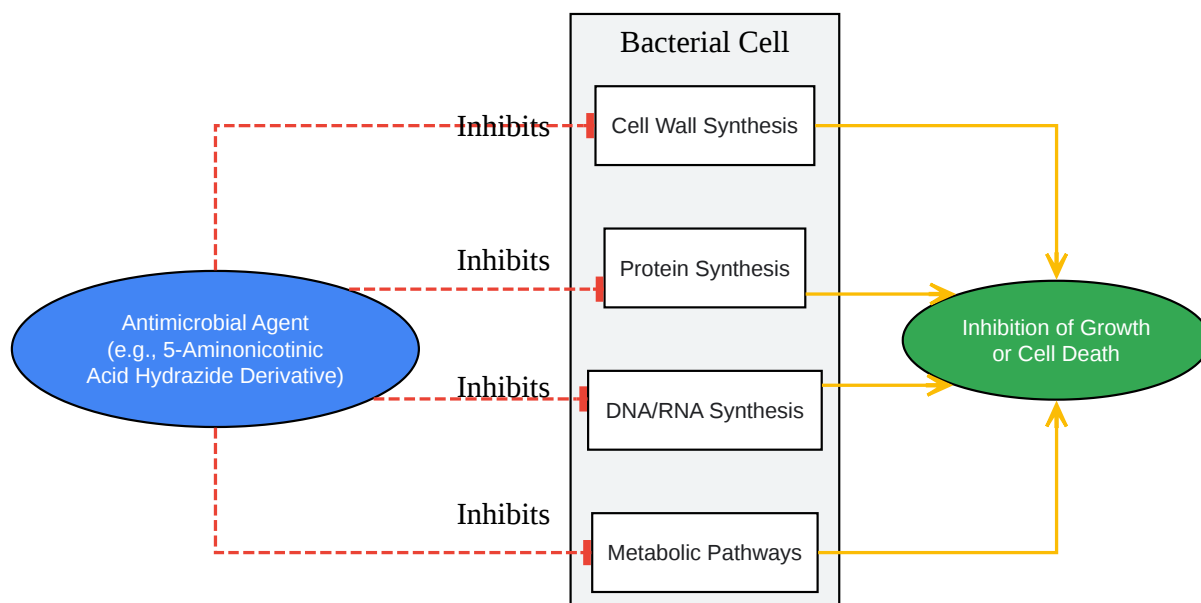 Bacterial Cell
Inhibits
Cell Wall Synthesis
Inhibits
Protein Synthesis
Antimicrobial Agent
(e.g., 5-Aminonicotinic
Acid Hydrazide Derivative)
Inhibition of Growth
or Cell Death
Inhibits
DNA/RNA Synthesis
Inhibits
Metabolic Pathways